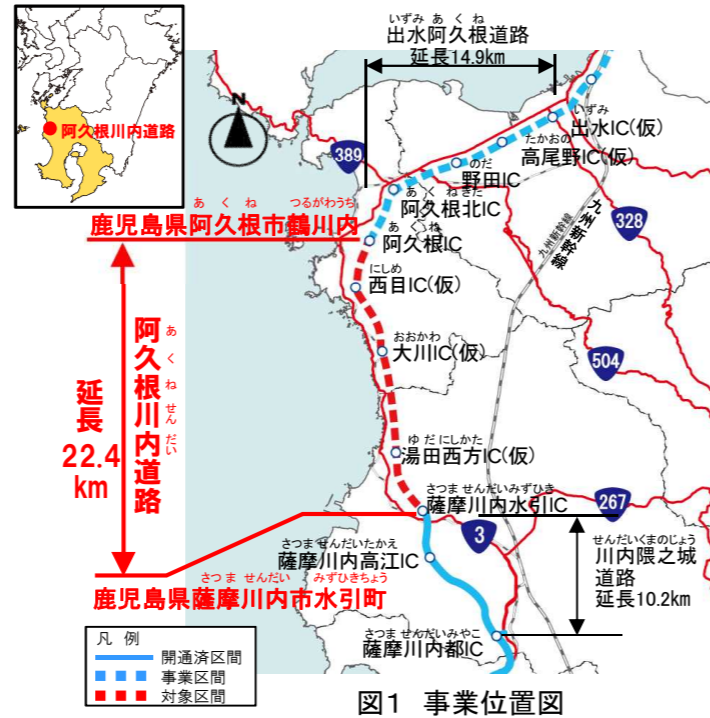 阿久根川内道路
いずみ あくね
出水阿久根道路
延長14.9km
N
389
いずみ
出水IC(仮)
たかおの
高尾野IC(仮)
のだ
野田IC
あくねきた
阿久根北IC
あくね
阿久根IC
にしめ
西目IC(仮)
おおかわ
大川IC(仮)
ゆだにしかた
湯田西方IC(仮)
さつませんだいみずひき
薩摩川内水引IC
さつませんだいたかえ
薩摩川内高江IC
さつませんだいみやこ
薩摩川内都IC
九州新幹線
九州新幹線
328
504
267
3
あくね つるがわうち
鹿児島県阿久根市鶴川内
あくねせんだい
阿久根川内道路
延長
22.4
km
さつませんだい みずひきちょう
鹿児島県薩摩川内市水引町
せんだいくまのじょう
川内隈之城
道路
延長10.2km
凡 例
開通済区間
事業区間
対象区間
図1 事業位置図